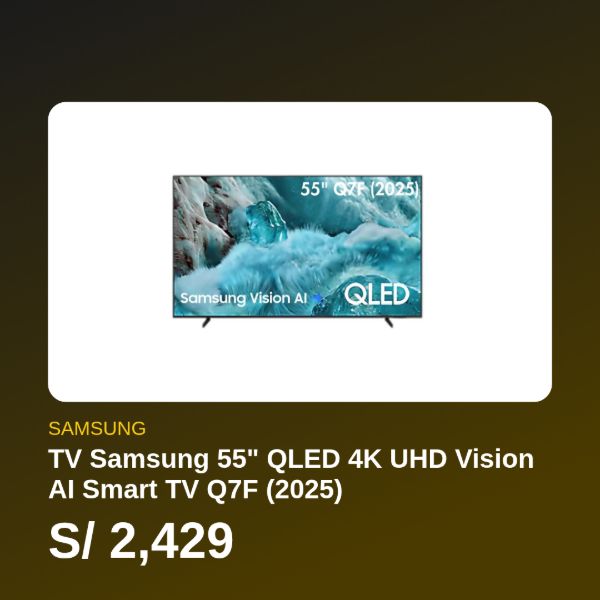 55" Q7F (2025)
Samsung Vision AI
QLED
SAMSUNG
TV Samsung 55" QLED 4K UHD Vision
AI Smart TV Q7F (2025)
S/ 2,429